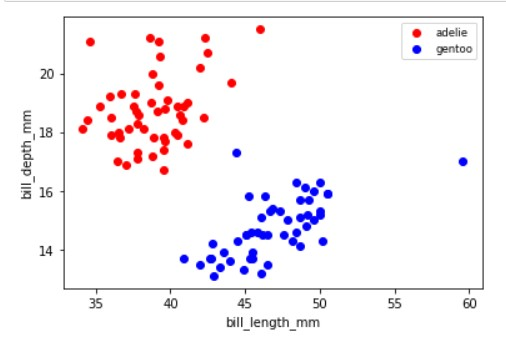 adelie
gentoo
20
18
16
14
bill_depth_mm
35 40 45 50 55 60
bill_length_mm